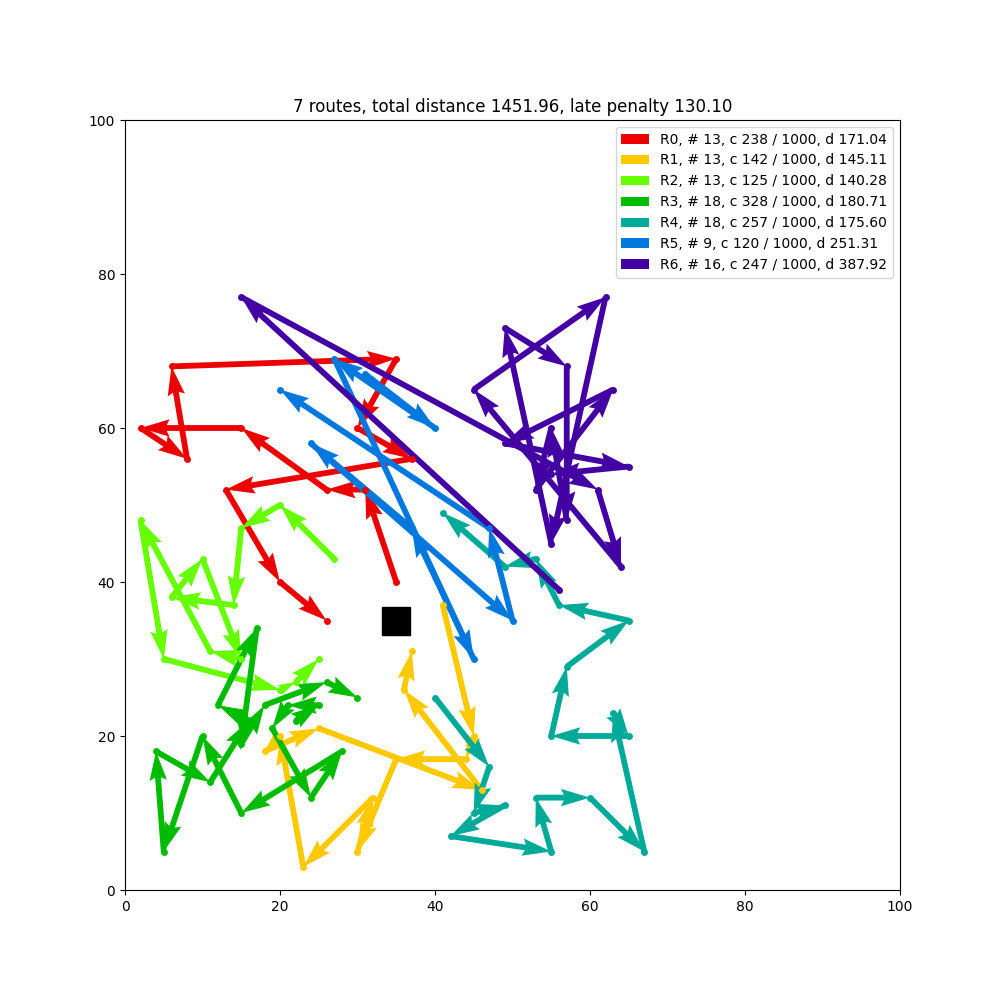 7 routes, total distance 1451.96, late penalty 130.10
R0, # 13, c 238 / 1000, d 171.04
R1, # 13, c 142 / 1000, d 145.11
R2, # 13, c 125 / 1000, d 140.28
R3, # 18, c 328 / 1000, d 180.71
R4, # 18, c 257 / 1000, d 175.60
R5, # 9, c 120 / 1000, d 251.31
R6, # 16, c 247 / 1000, d 387.92
100
80
60
40
20
0
0 20 40 60 80 100